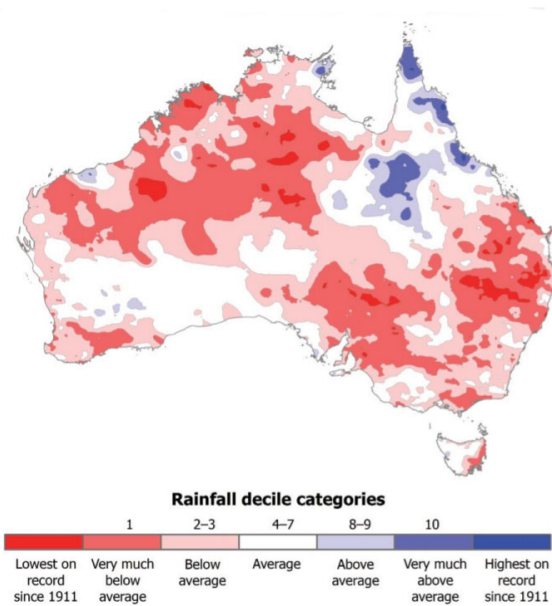 Rainfall decile categories
1 2–3 4–7 8–9 10
Lowest on record since 1911
Very much below average
Below average
Average
Above average
Very much above average
Highest on record since 1911